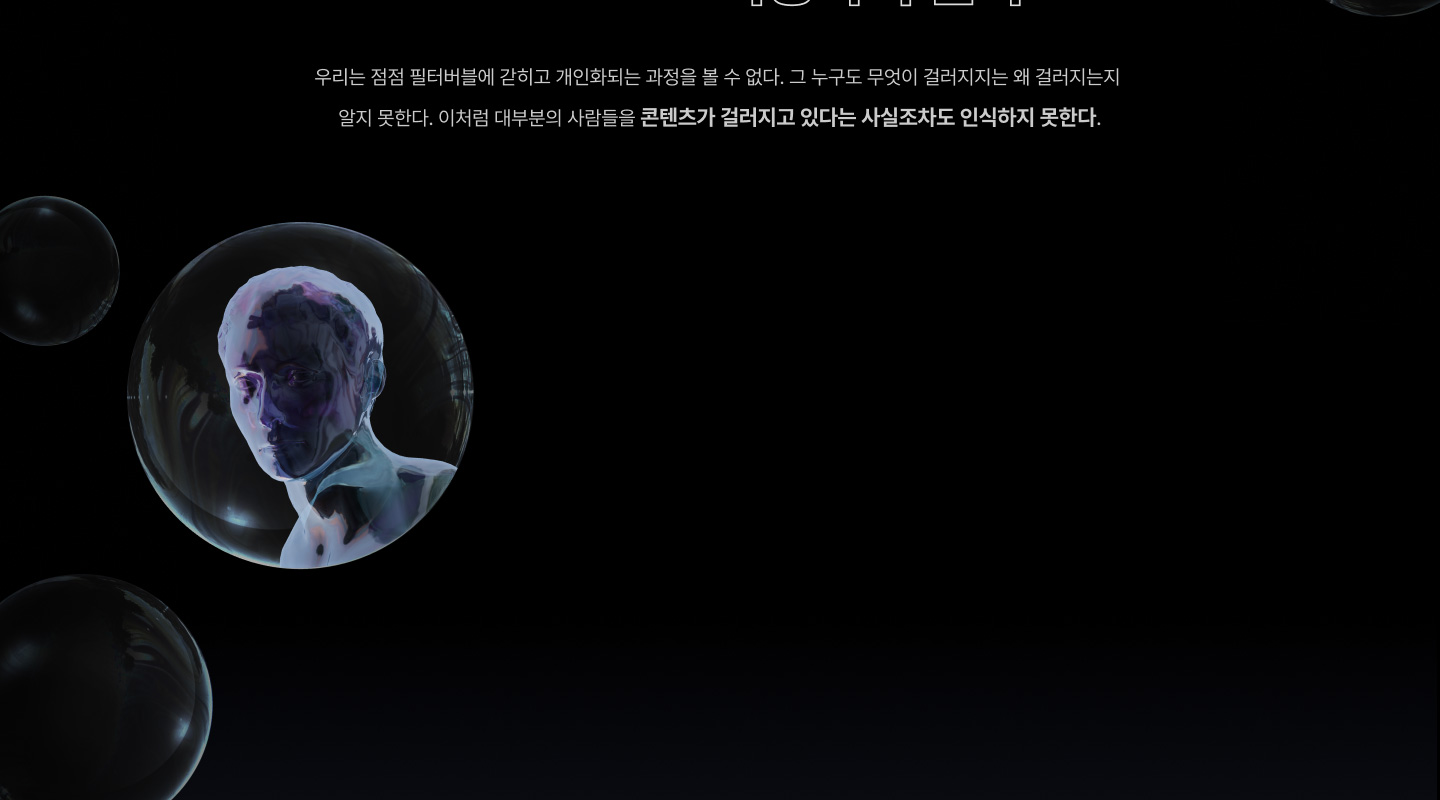 우리는 점점 필터버블에 갇히고 개인화되는 과정을 볼 수 없다. 그 누구도 무엇이 걸러지지는 왜 걸러지는지
알지 못한다. 이처럼 대부분의 사람들을 콘텐츠가 걸러지고 있다는 사실조차도 인식하지 못한다.